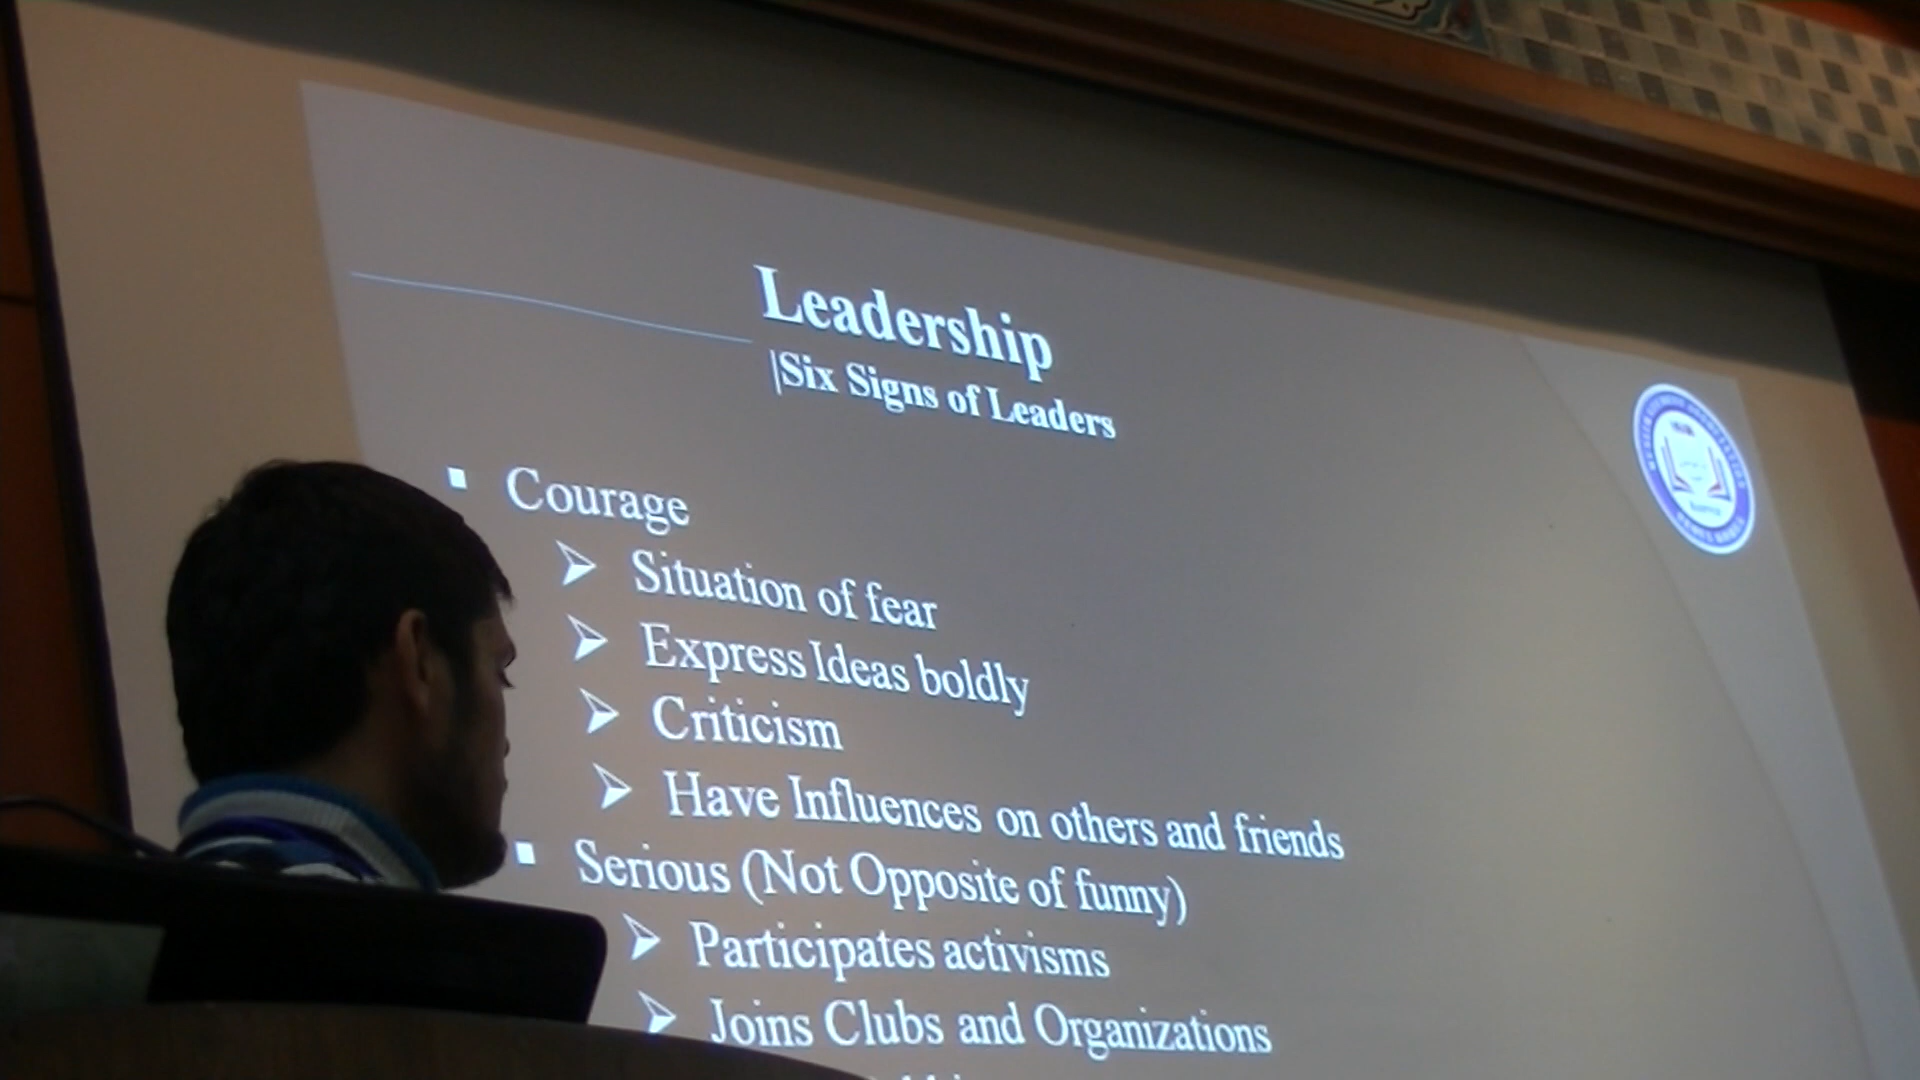 Leadership
|Six Signs of Leaders
▪ Courage
➢ Situation of fear
➢ Express Ideas boldly
➢ Criticism
➢ Have Influences on others and friends
▪ Serious (Not Opposite of funny)
➢ Participates activisms
➢ Joins Clubs and Organizations